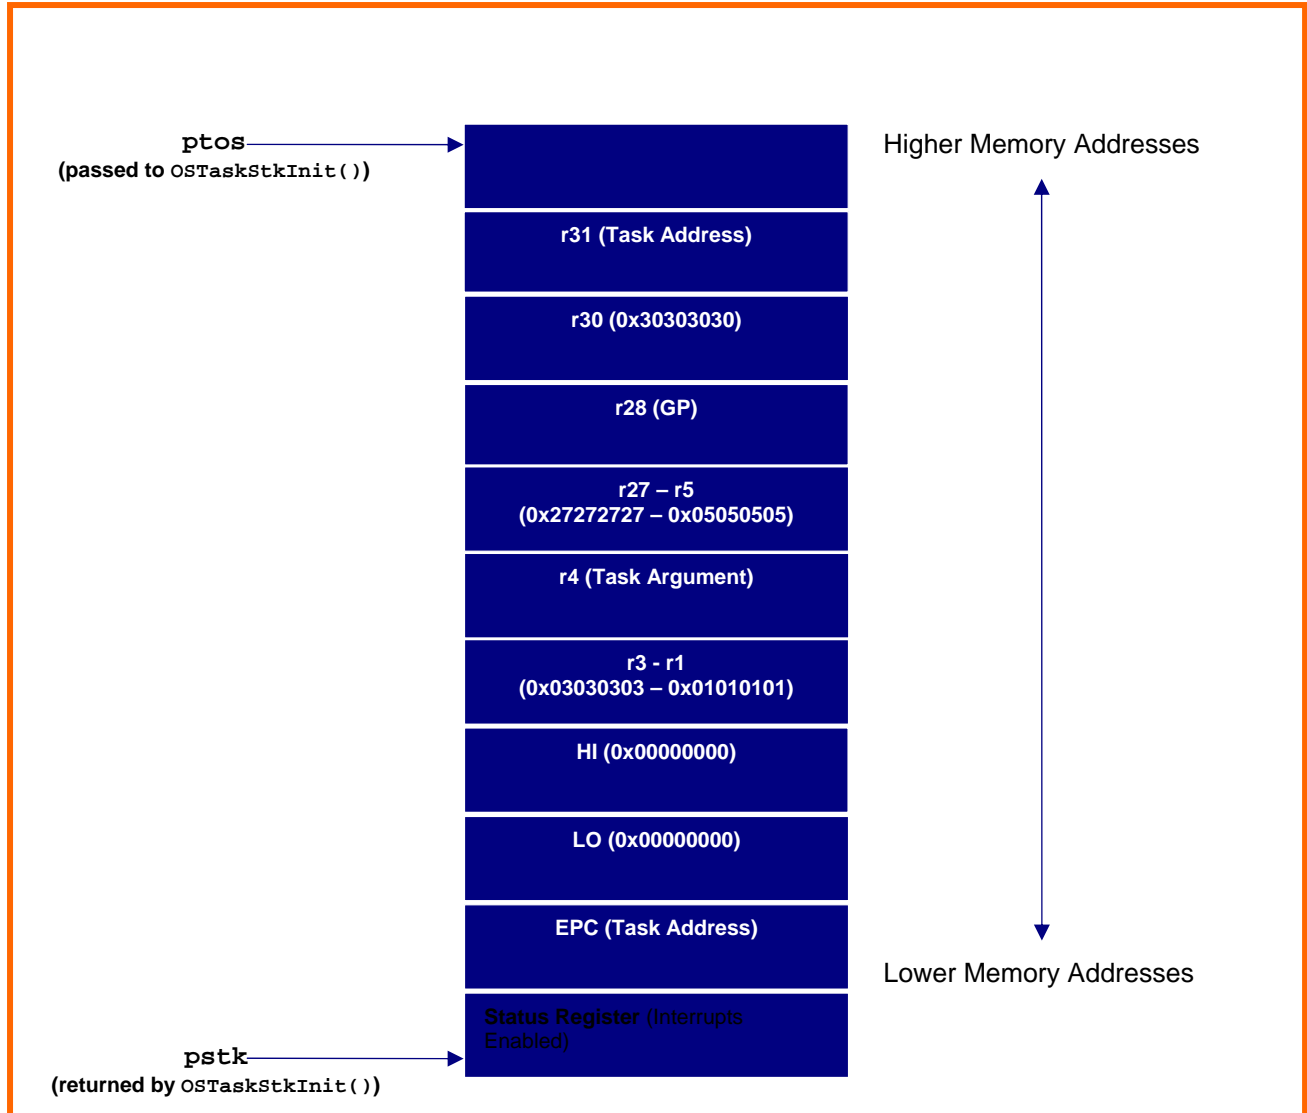 ptos
(passed to OSTaskStkInit())
Higher Memory Addresses
r31 (Task Address)
r30 (0x30303030)
r28 (GP)
r27 – r5
(0x27272727 – 0x05050505)
r4 (Task Argument)
r3 - r1
(0x03030303 – 0x01010101)
HI (0x00000000)
LO (0x00000000)
EPC (Task Address)
Lower Memory Addresses
Status Register (Interrupts
Enabled)
pstk
(returned by OSTaskStkInit())